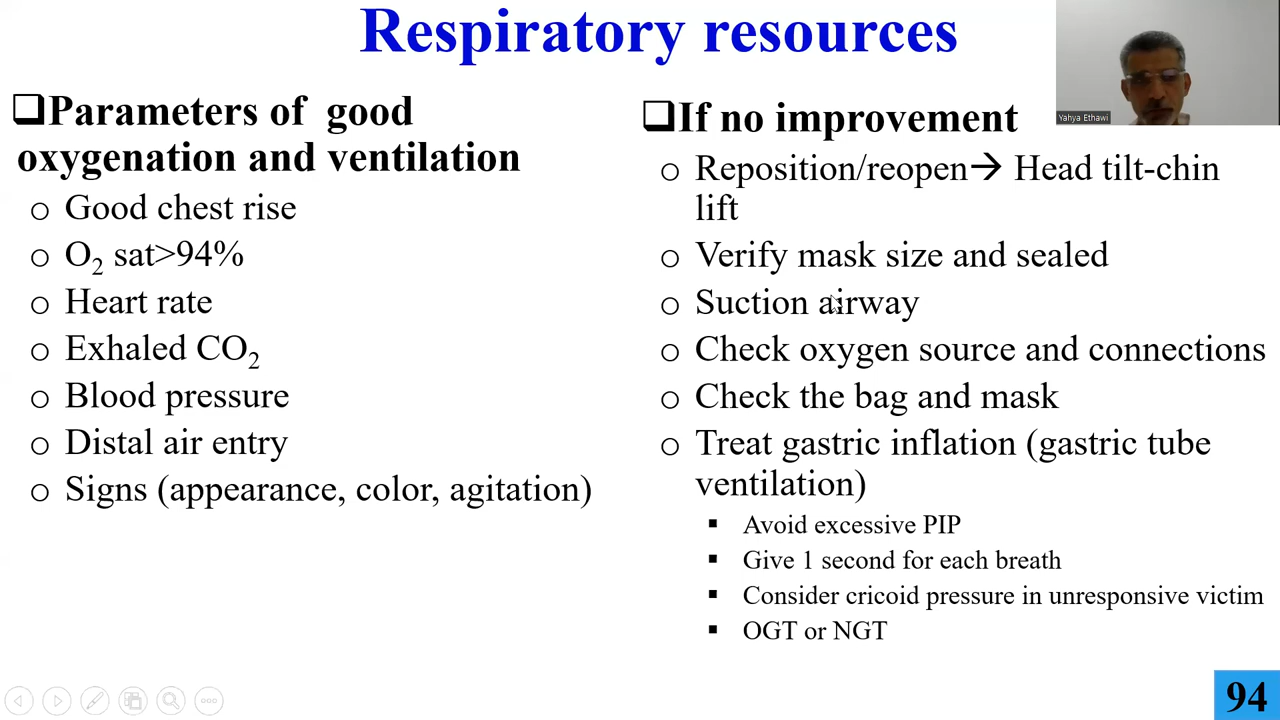 Respiratory resources
Yahya Ethawi
❑Parameters of good
oxygenation and ventilation
o Good chest rise
o O₂ sat>94%
o Heart rate
o Exhaled CO₂
o Blood pressure
o Distal air entry
o Signs (appearance, color, agitation)
❑If no improvement
o Reposition/reopen→ Head tilt-chin
lift
o Verify mask size and sealed
o Suction airway
o Check oxygen source and connections
o Check the bag and mask
o Treat gastric inflation (gastric tube
ventilation)
▪ Avoid excessive PIP
▪ Give 1 second for each breath
▪ Consider cricoid pressure in unresponsive victim
▪ OGT or NGT
94